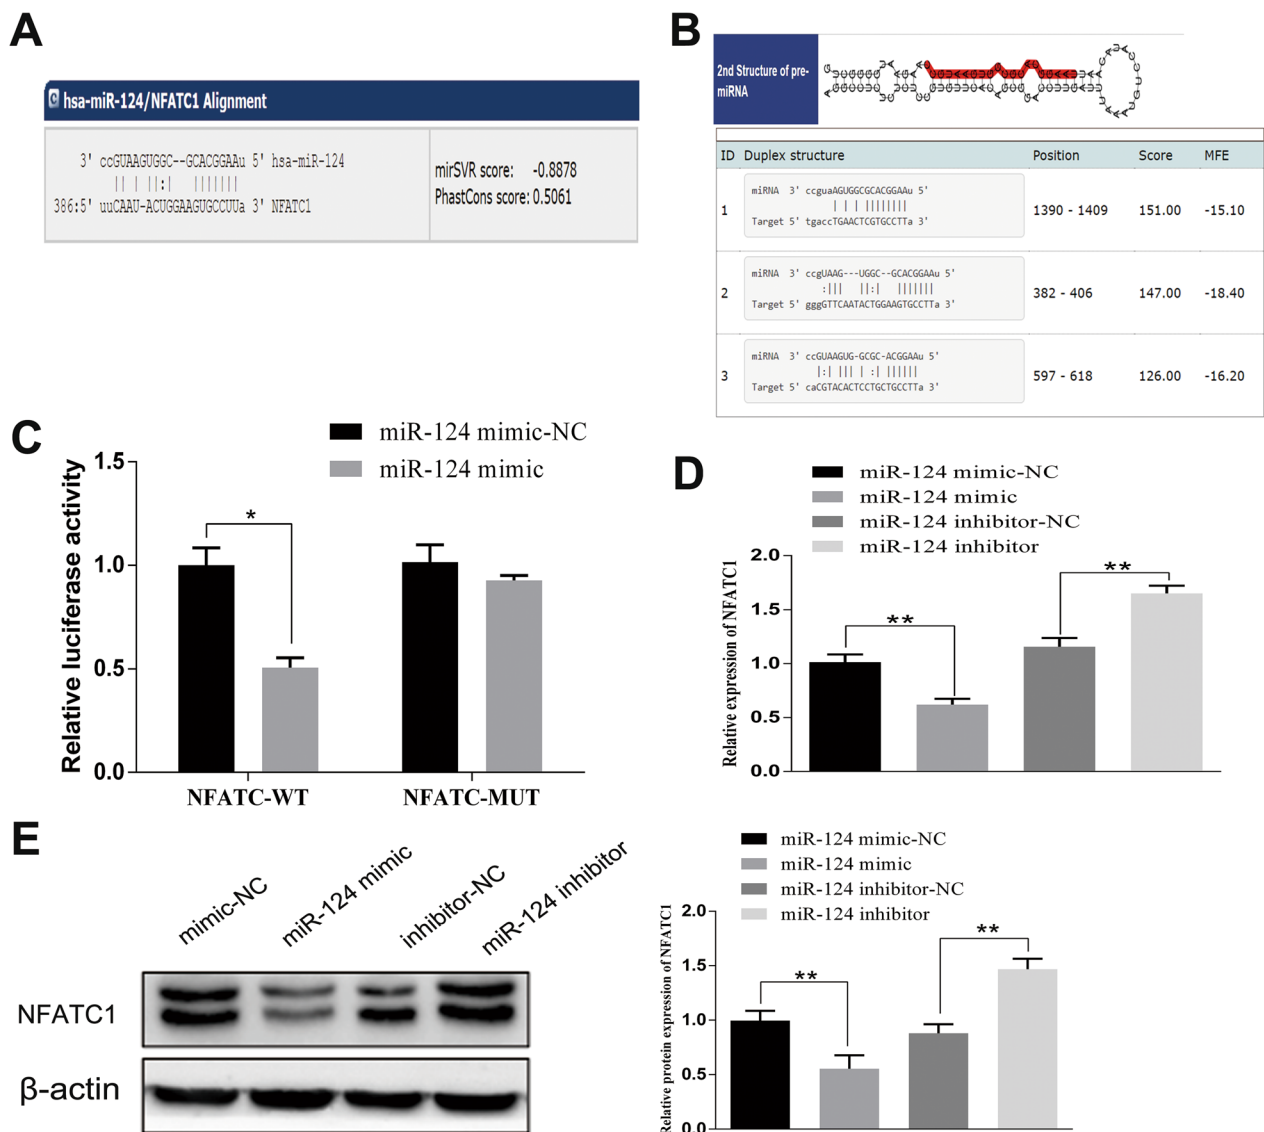 A
hsa-miR-124/NFATC1 Alignment
3' ccGUAAGUGGC--GCACGGAAu 5' hsa-miR-124
|| | ||:| |||||||
386:5' uuCAAU-ACUGGAAGUGCCUUa 3' NFATC1
mirSVR score: -0.8878
PhastCons score: 0.5061
B
2nd Structure of pre-
miRNA
ID Duplex structure Position Score MFE
1
miRNA 3' ccguaAGUGGCGCACGGAAu 5'
| | | ||||||||
Target 5' tgaccTGAACTCGTGCCTTa 3'
1390 - 1409 151.00 -15.10
2
miRNA 3' ccgUAAG---UGGC--GCACGGAAu 5'
:||| ||:| |||||||
Target 5' gggGTTCAATACTGGAAGTGCCTTa 3'
382 - 406 147.00 -18.40
3
miRNA 3' ccGUAAGUG-GCGC-ACGGAAu 5'
|:| ||| | :| ||||||
Target 5' caCGTACACTCCTGCTGCCTTa 3'
597 - 618 126.00 -16.20
C
miR-124 mimic-NC
miR-124 mimic
Relative luciferase activity
1.5
1.0
0.5
0.0
*
NFATC-WT NFATC-MUT
D
miR-124 mimic-NC
miR-124 mimic
miR-124 inhibitor-NC
miR-124 inhibitor
Relative expression of NFATC1
2.0
1.5
1.0
0.5
0.0
**
**
E
mimic-NC
miR-124 mimic
inhibitor-NC
miR-124 inhibitor
NFATC1
β-actin
miR-124 mimic-NC
miR-124 mimic
miR-124 inhibitor-NC
miR-124 inhibitor
Relative protein expression of NFATC1
2.0
1.5
1.0
0.5
0.0
**
**